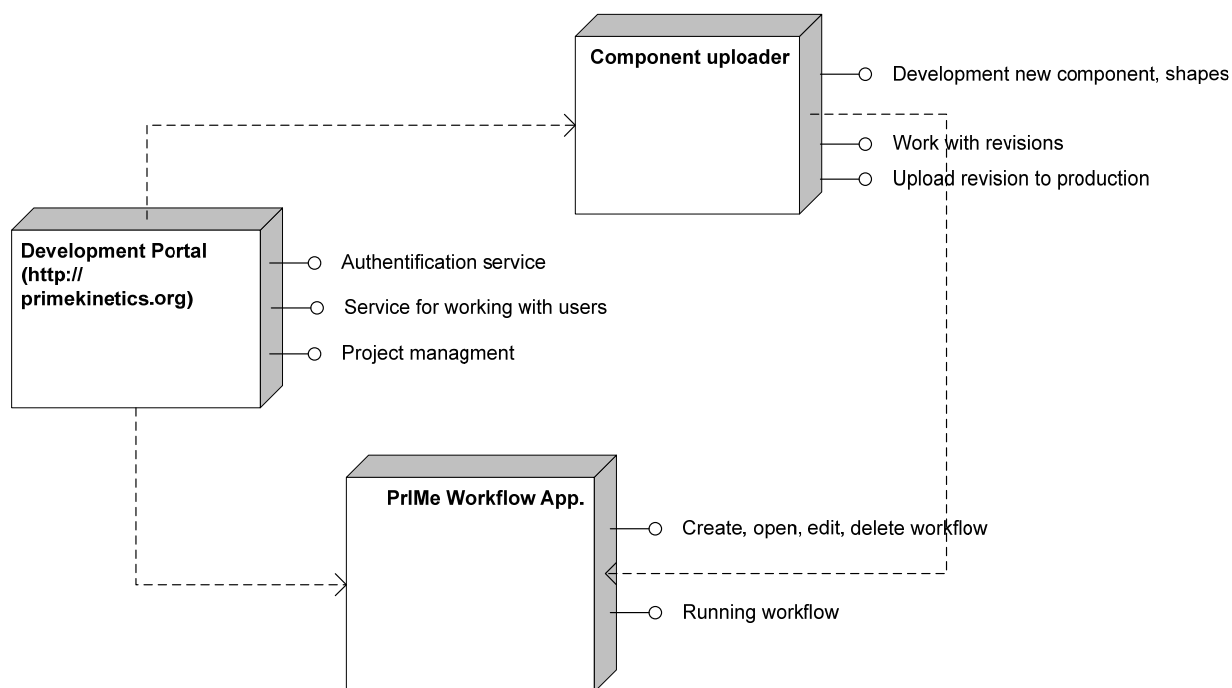 Component uploader
Development new component, shapes
Work with revisions
Upload revision to production
Development Portal
(http://
primekinetics.org)
Authentification service
Service for working with users
Project managment
PrIMe Workflow App.
Create, open, edit, delete workflow
Running workflow